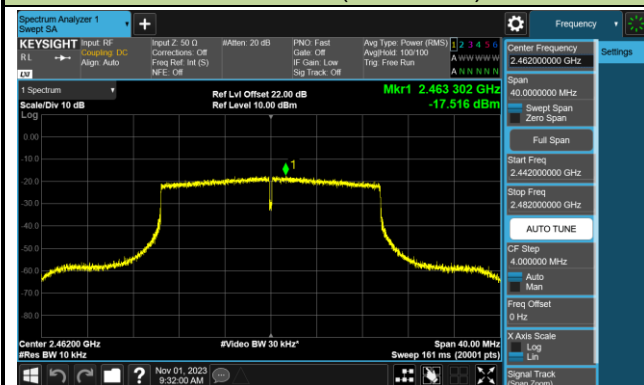 Spectrum Analyzer 1
Swept SA
+
Frequency
KEYSIGHT
RL
LXI
Input: RF
Coupling: DC
Align: Auto
Input Z: 50 Ω
Corrections: Off
Freq Ref: Int (S)
NFE: Off
#Atten: 20 dB
PNO: Fast
Gate: Off
IF Gain: Low
Sig Track: Off
Avg Type: Power (RMS)
Avg|Hold: 100/100
Trig: Free Run
1 2 3 4 5 6
A W W W W W
A N N N N N
1 Spectrum
Scale/Div 10 dB
Log
Ref Lvl Offset 22.00 dB
Ref Level 10.00 dBm
Mkr1 2.463 302 GHz
-17.516 dBm
1
0.00
-10.0
-20.0
-30.0
-40.0
-50.0
-60.0
-70.0
-80.0
Center 2.46200 GHz
#Res BW 10 kHz
#Video BW 30 kHz*
Span 40.00 MHz
Sweep 161 ms (20001 pts)
Center Frequency
2.462000000 GHz
Settings
Span
40.0000000 MHz
Swept Span
Zero Span
Full Span
Start Freq
2.442000000 GHz
Stop Freq
2.482000000 GHz
AUTO TUNE
CF Step
4.000000 MHz
Auto
Man
Freq Offset
0 Hz
X Axis Scale
Log
Lin
Signal Track
(Span Zoom)
?
Nov 01, 2023
9:32:00 AM